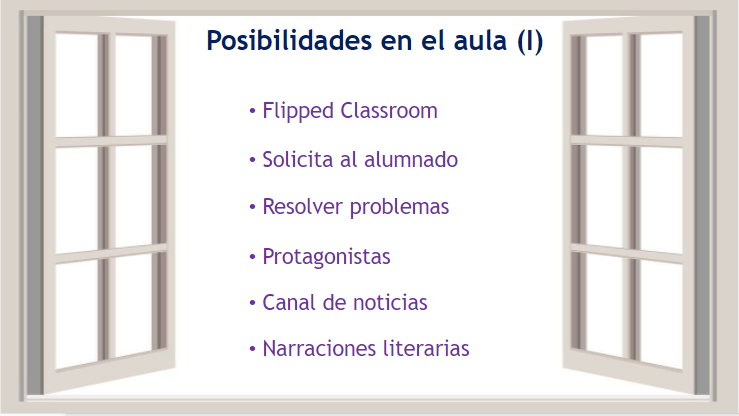 Posibilidades en el aula (I)
• Flipped Classroom
• Solicita al alumnado
• Resolver problemas
• Protagonistas
• Canal de noticias
• Narraciones literarias